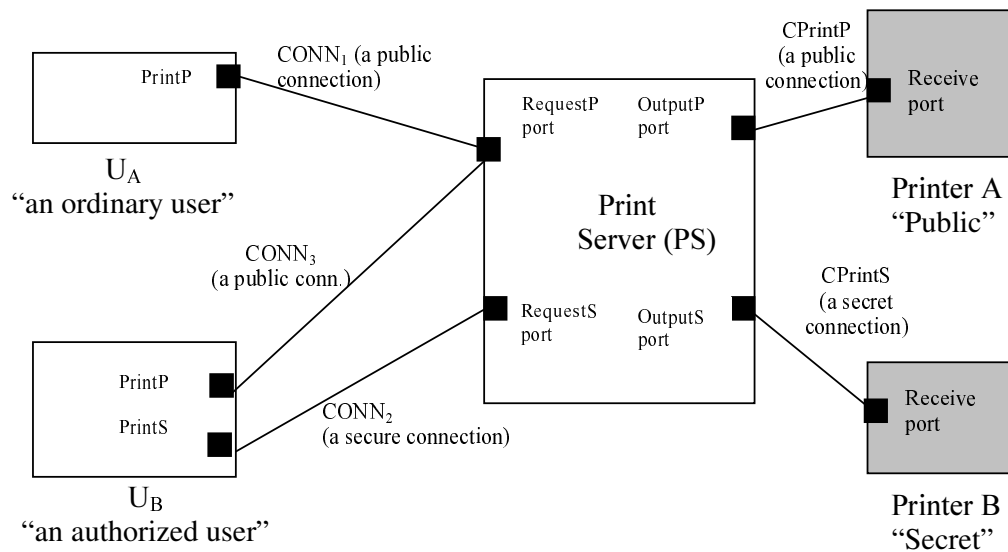 CONN₁ (a public
connection)
PrintP
U_A
“an ordinary user”
CONN₃
(a public conn.)
PrintP
PrintS
CONN₂
(a secure connection)
U_B
“an authorized user”
RequestP
port
OutputP
port
Print
Server (PS)
RequestS
port
OutputS
port
CPrintP
(a public
connection)
Receive
port
Printer A
“Public”
CPrintS
(a secret
connection)
Receive
port
Printer B
“Secret”